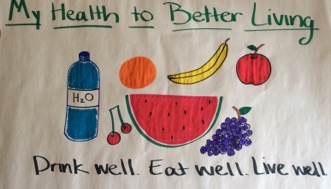 My Health to Better Living
H₂O
Drink well. Eat well. Live well